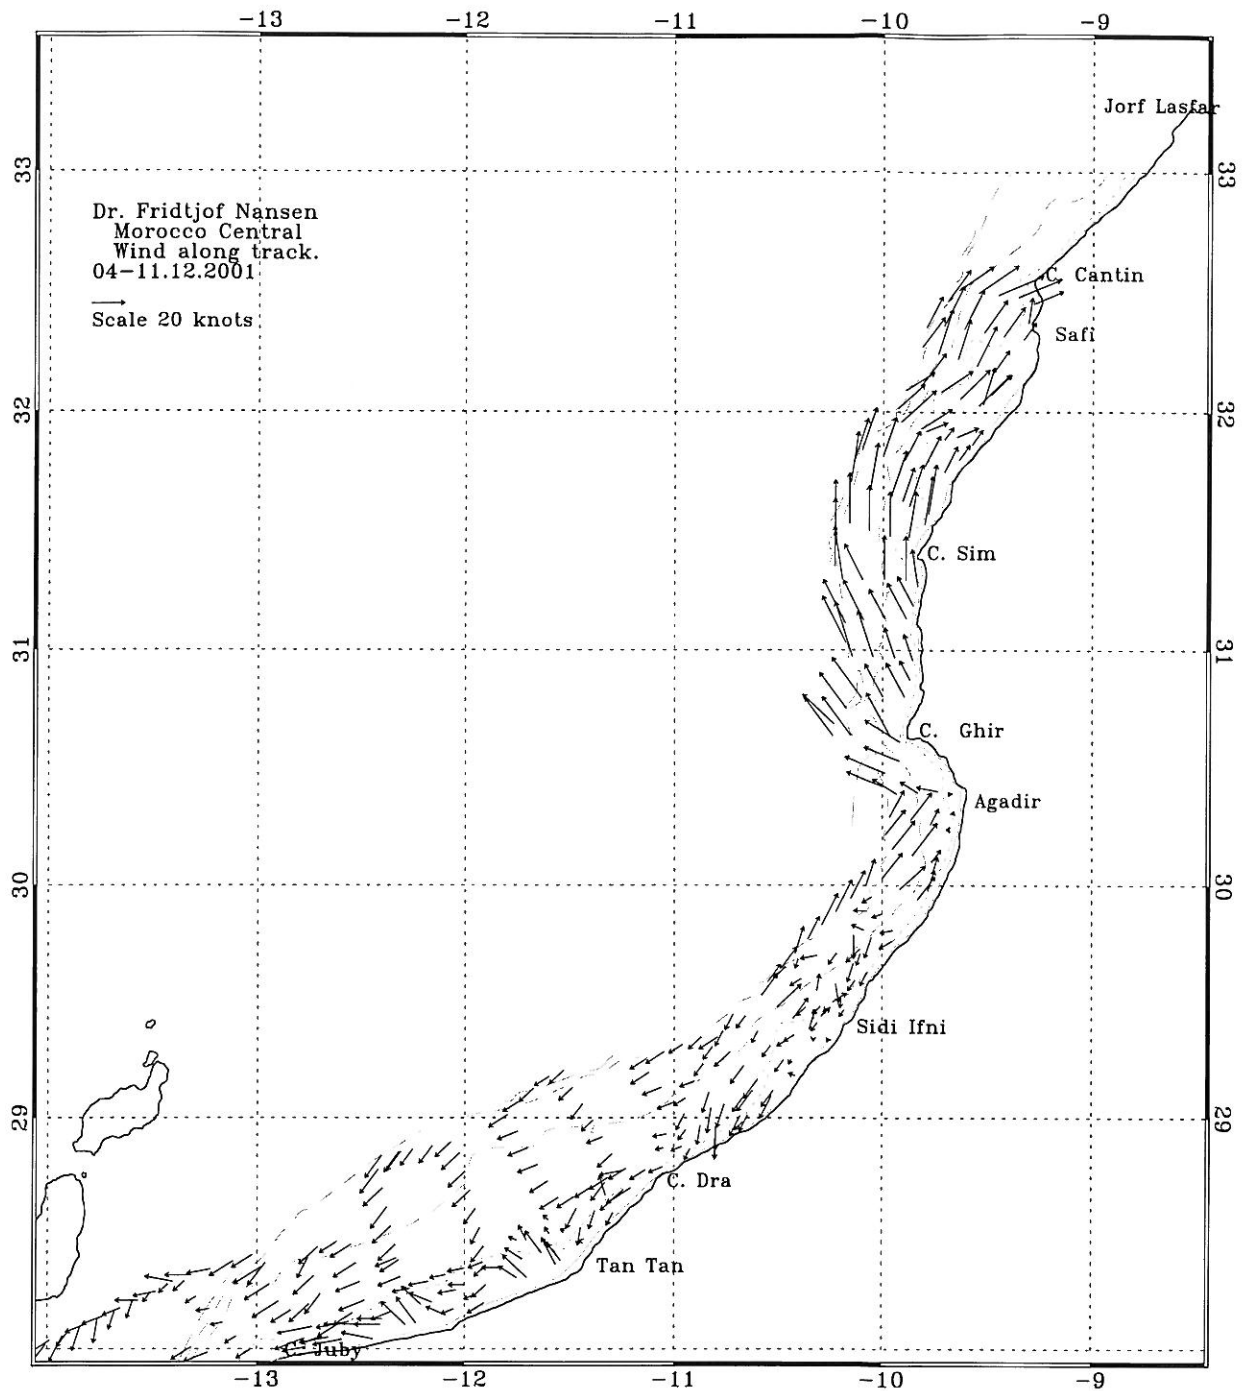 -13 -12 -11 -10 -9
Jorf Lasfar
33 33
Dr. Fridtjof Nansen
Morocco Central
Wind along track.
04-11.12.2001
Scale 20 knots
C. Cantin
Safi
32 32
C. Sim
31 31
C. Ghir
Agadir
30 30
Sidi Ifni
29 29
C. Dra
Tan Tan
C. Juby
-13 -12 -11 -10 -9